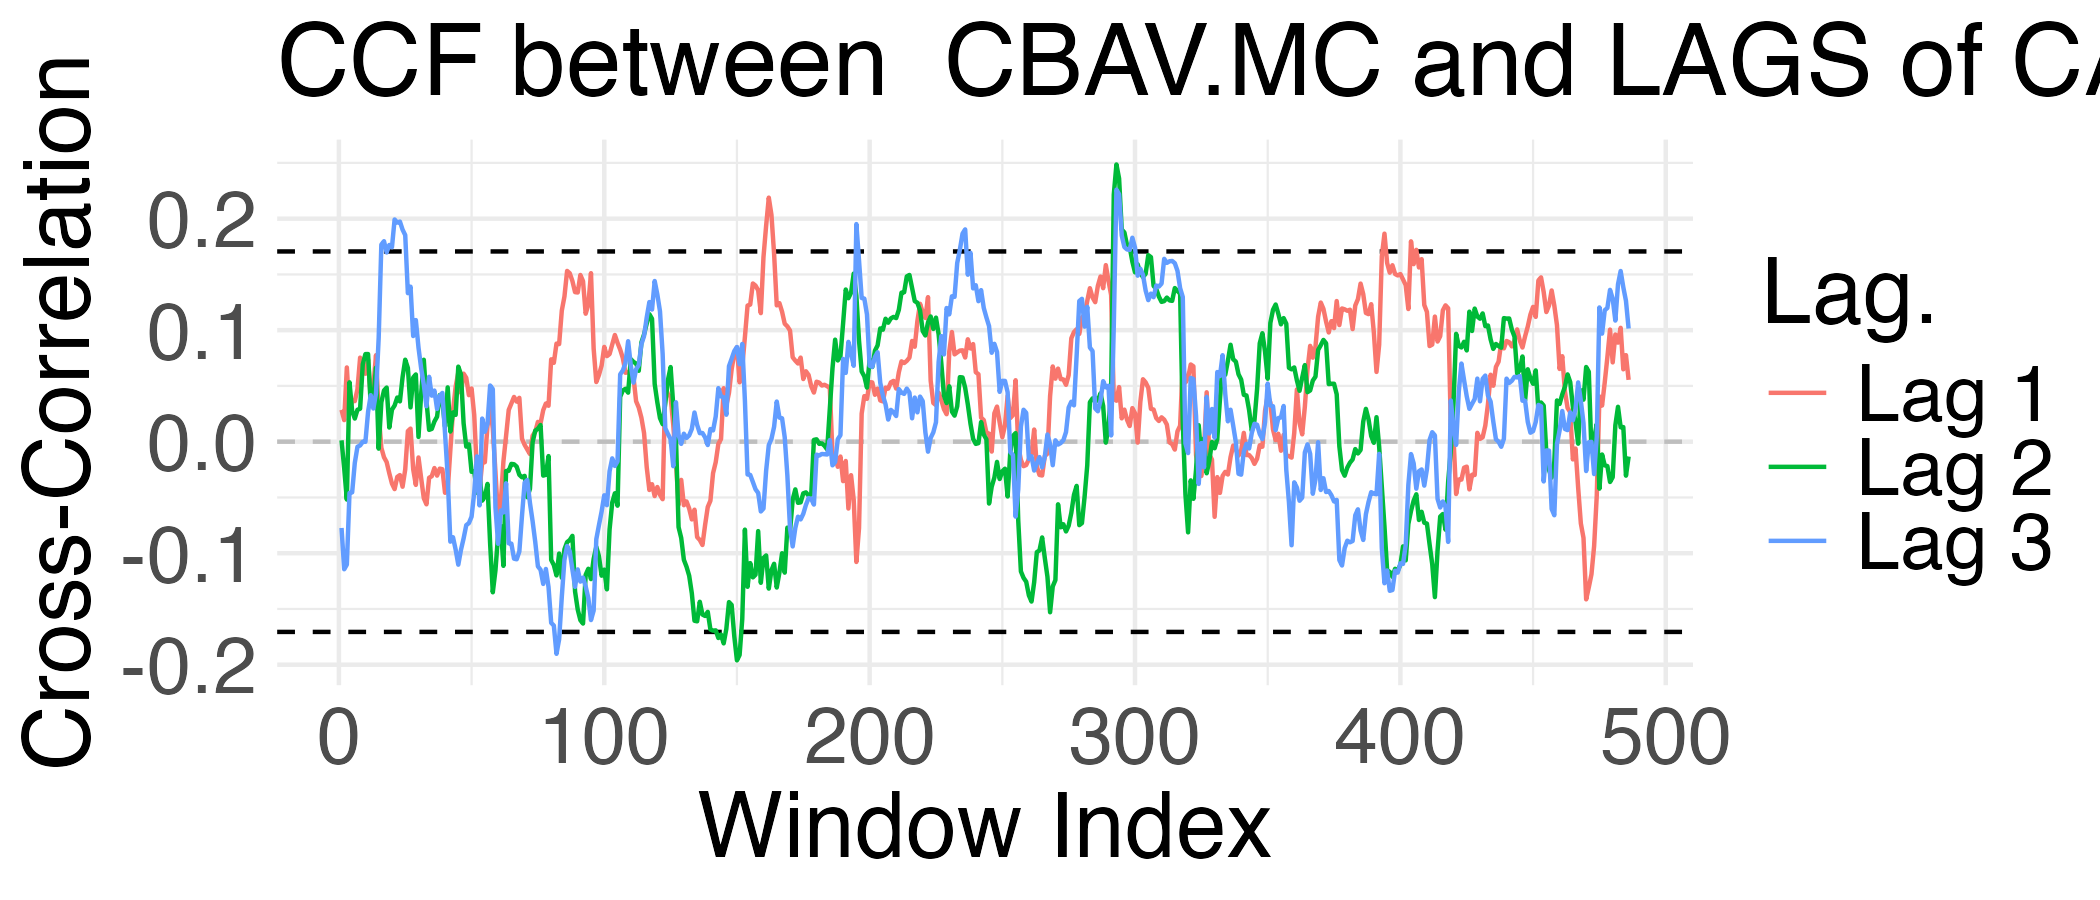 CCF between  CBAV.MC and LAGS of CA
Cross-Correlation
0.2
0.1
0.0
-0.1
-0.2
0 100 200 300 400 500
Window Index
Lag.
Lag 1
Lag 2
Lag 3